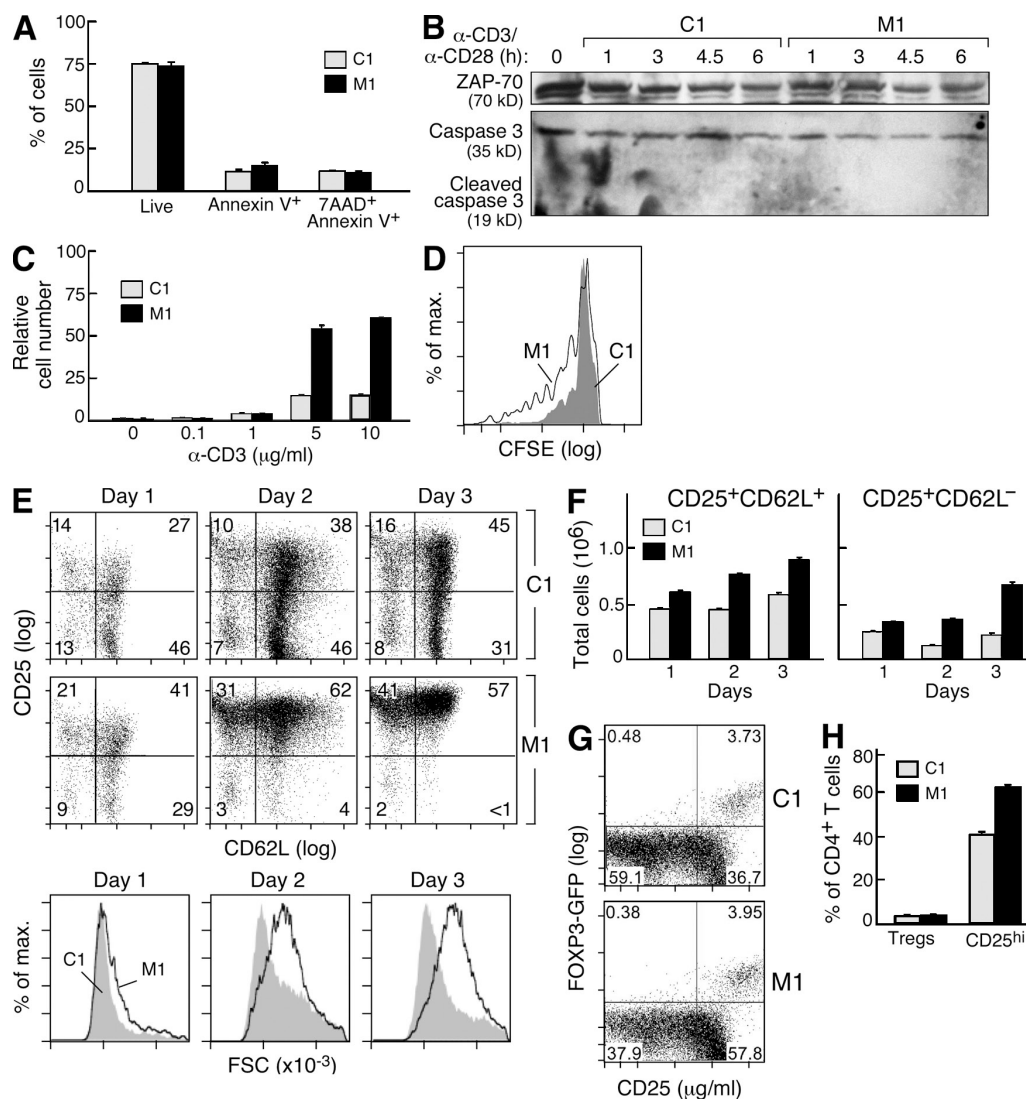 A
100
75
50
25
0
% of cells
C1
M1
Live
Annexin V+
7AAD+
Annexin V+
B
α-CD3/
α-CD28 (h):
C1
M1
0 1 3 4.5 6 1 3 4.5 6
ZAP-70
(70 kD)
Caspase 3
(35 kD)
Cleaved
caspase 3
(19 kD)
C
100
75
50
25
0
Relative
cell number
C1
M1
0 0.1 1 5 10
α-CD3 (μg/ml)
D
% of max.
M1
C1
CFSE (log)
E
Day 1 Day 2 Day 3
14 27 10 38 16 45
13 46 7 46 8 31
C1
21 41 31 62 41 57
9 29 3 4 2 <1
M1
CD25 (log)
CD62L (log)
Day 1 Day 2 Day 3
% of max.
C1
M1
FSC (x10-3)
F
CD25+CD62L+
CD25+CD62L–
C1
M1
Total cells (106)
1.0
0.5
0
1 2 3
Days
1 2 3
Days
G
0.48 3.73
59.1 36.7
C1
0.38 3.95
37.9 57.8
M1
FOXP3-GFP (log)
CD25 (μg/ml)
H
80
60
40
20
0
% of CD4+ T cells
C1
M1
Tregs
CD25hi